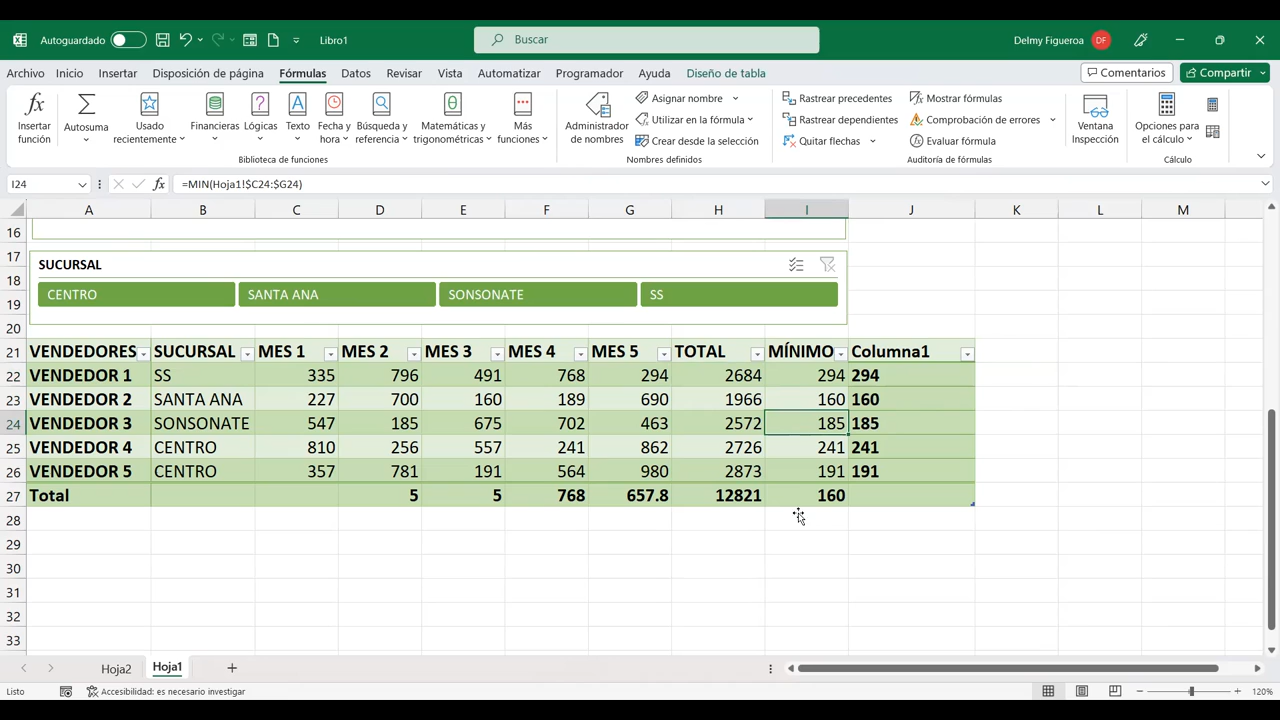 Autoguardado Libro1 Buscar Delmy Figueroa DF
Archivo Inicio Insertar Disposición de página Fórmulas Datos Revisar Vista Automatizar Programador Ayuda Diseño de tabla Comentarios Compartir
Insertar función
Autosuma
Usado recientemente
Financieras
Lógicas
Texto
Fecha y hora
Búsqueda y referencia
Matemáticas y trigonométricas
Más funciones
Biblioteca de funciones
Administrador de nombres
Asignar nombre
Utilizar en la fórmula
Crear desde la selección
Nombres definidos
Rastrear precedentes
Rastrear dependientes
Quitar flechas
Mostrar fórmulas
Comprobación de errores
Evaluar fórmula
Auditoría de fórmulas
Ventana Inspección
Opciones para el cálculo
Cálculo
I24 fx =MIN(Hoja1!$C24:$G24)
A B C D E F G H I J K L M
16
17 SUCURSAL
18
19 CENTRO SANTA ANA SONSONATE SS
20
21 VENDEDORES SUCURSAL MES 1 MES 2 MES 3 MES 4 MES 5 TOTAL MÍNIMO Columna1
22 VENDEDOR 1 SS 335 796 491 768 294 2684 294 294
23 VENDEDOR 2 SANTA ANA 227 700 160 189 690 1966 160 160
24 VENDEDOR 3 SONSONATE 547 185 675 702 463 2572 185 185
25 VENDEDOR 4 CENTRO 810 256 557 241 862 2726 241 241
26 VENDEDOR 5 CENTRO 357 781 191 564 980 2873 191 191
27 Total 5 5 768 657.8 12821 160
28
29
30
31
32
33
Hoja2 Hoja1
Listo Accesibilidad: es necesario investigar 120%